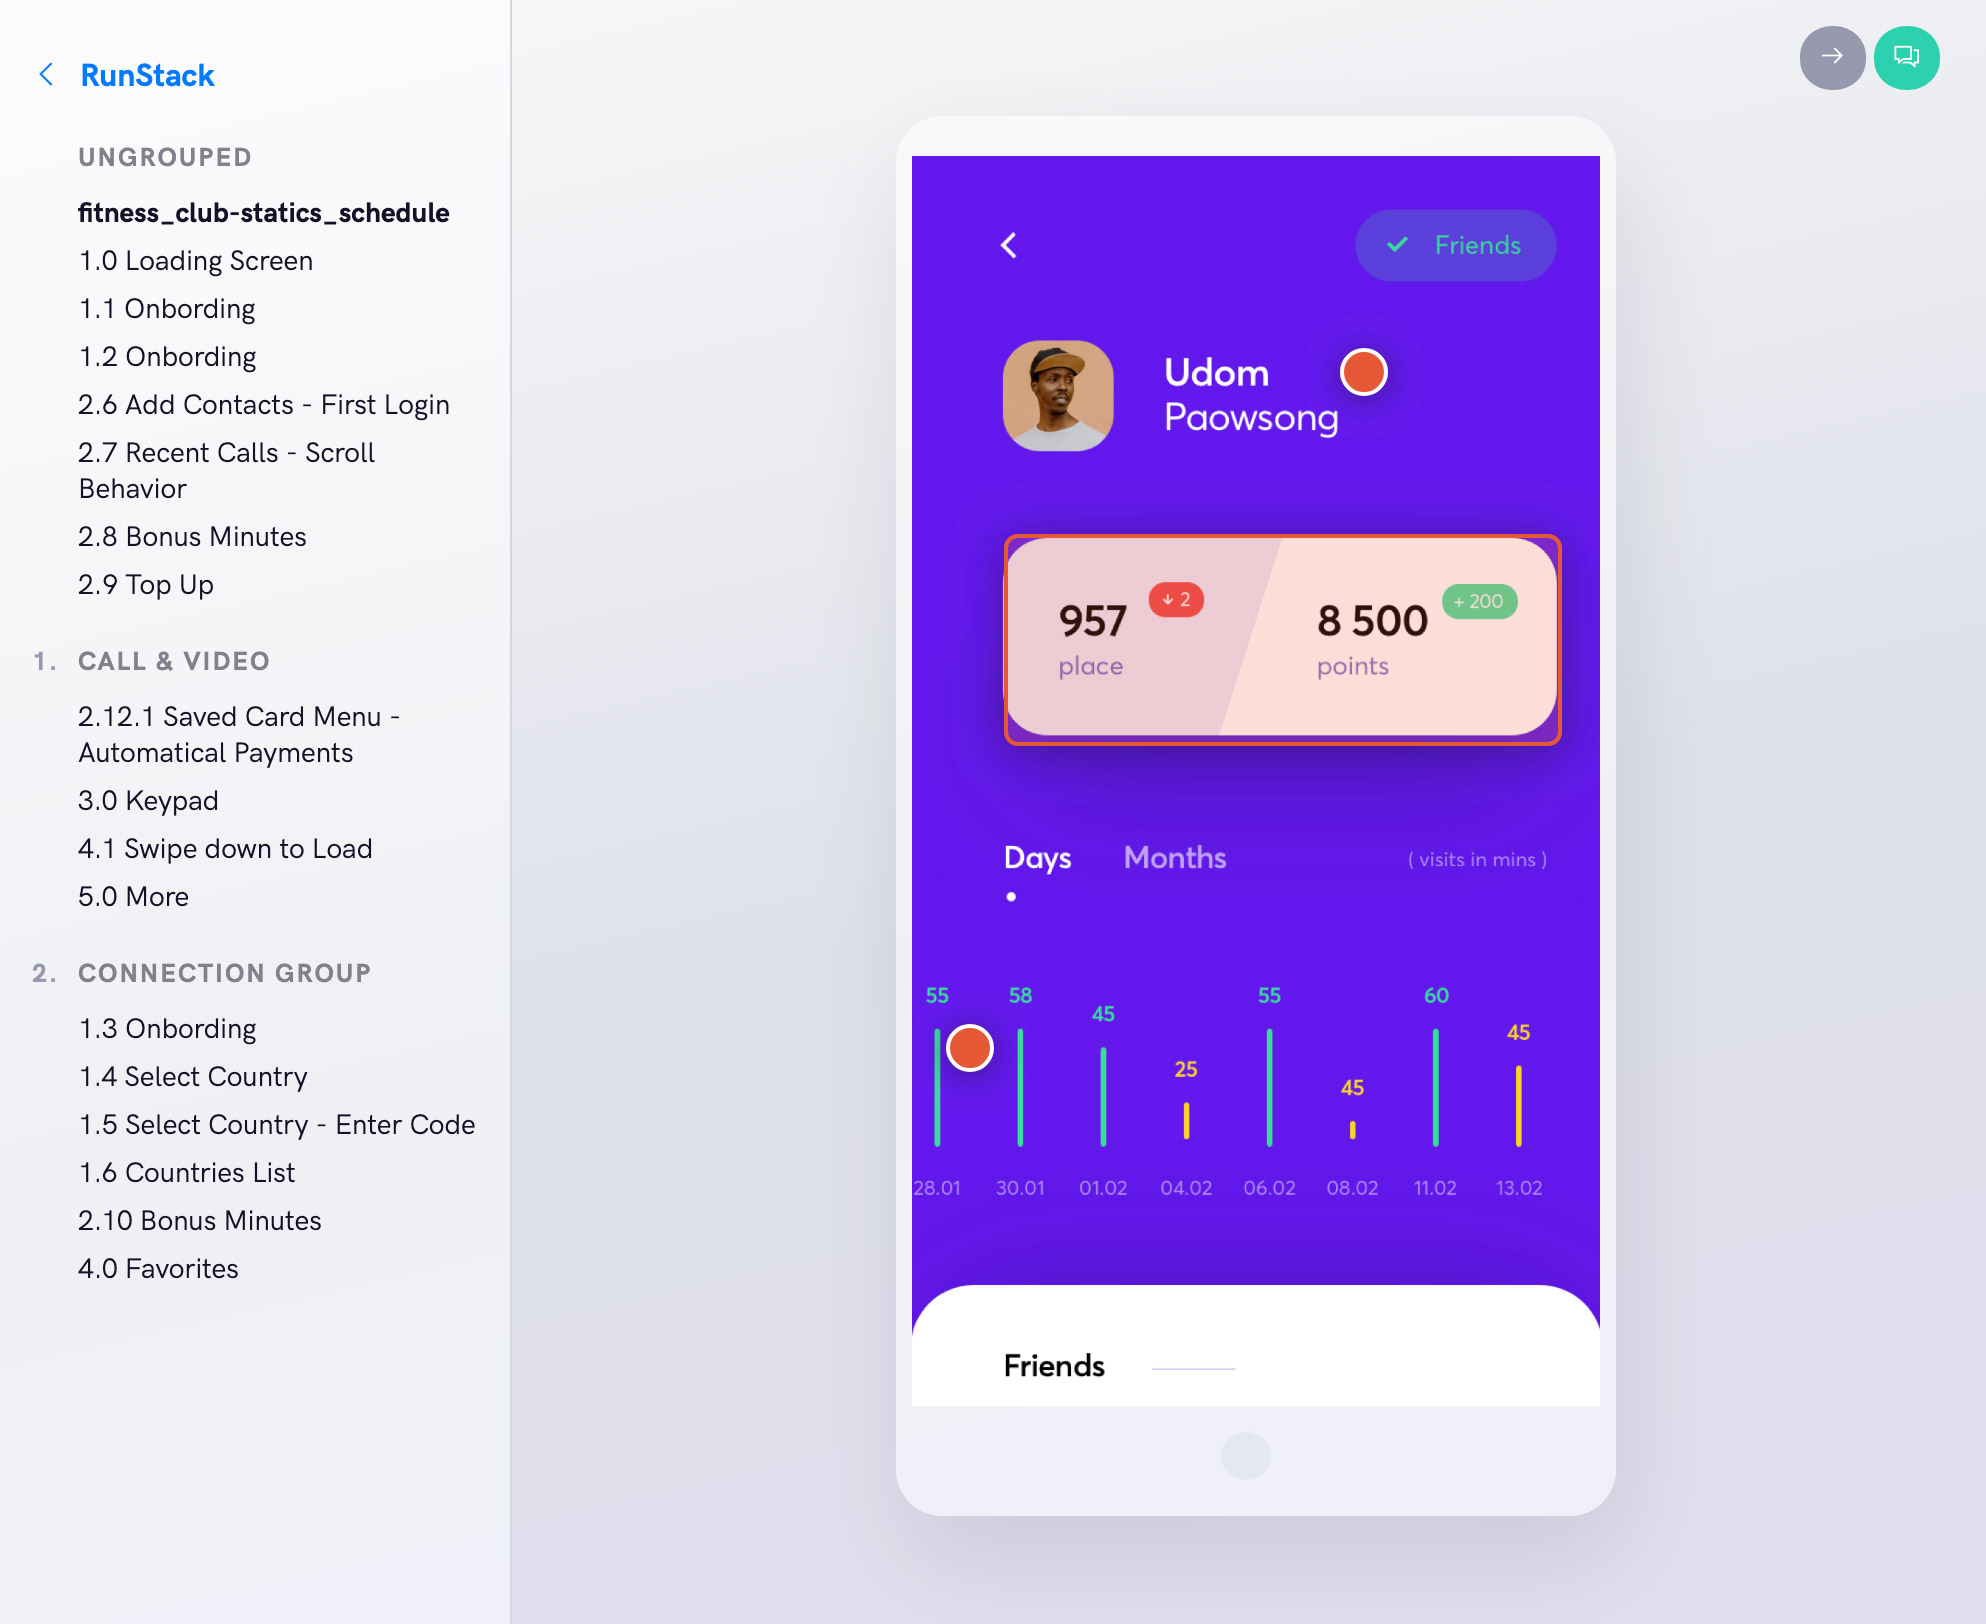 RunStack
UNGROUPED
fitness_club-statics_schedule
1.0 Loading Screen
1.1 Onbording
1.2 Onbording
2.6 Add Contacts - First Login
2.7 Recent Calls - Scroll
Behavior
2.8 Bonus Minutes
2.9 Top Up
1. CALL & VIDEO
2.12.1 Saved Card Menu -
Automatical Payments
3.0 Keypad
4.1 Swipe down to Load
5.0 More
2. CONNECTION GROUP
1.3 Onbording
1.4 Select Country
1.5 Select Country - Enter Code
1.6 Countries List
2.10 Bonus Minutes
4.0 Favorites
Friends
Udom
Paowsong
957 2
place
8 500 + 200
points
Days Months ( visits in mins )
55 58 45 25 55 45 60 45
28.01 30.01 01.02 04.02 06.02 08.02 11.02 13.02
Friends